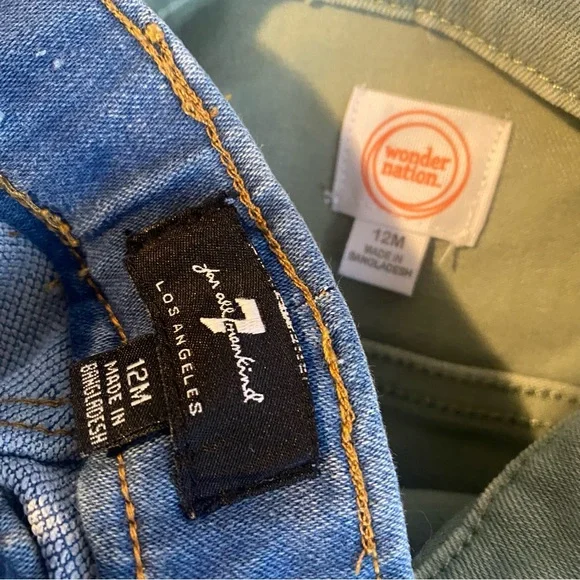 7
for all mankind
LOS ANGELES
12M
MADE IN
BANGLADESH
wonder
nation.
12M
MADE IN
BANGLADESH